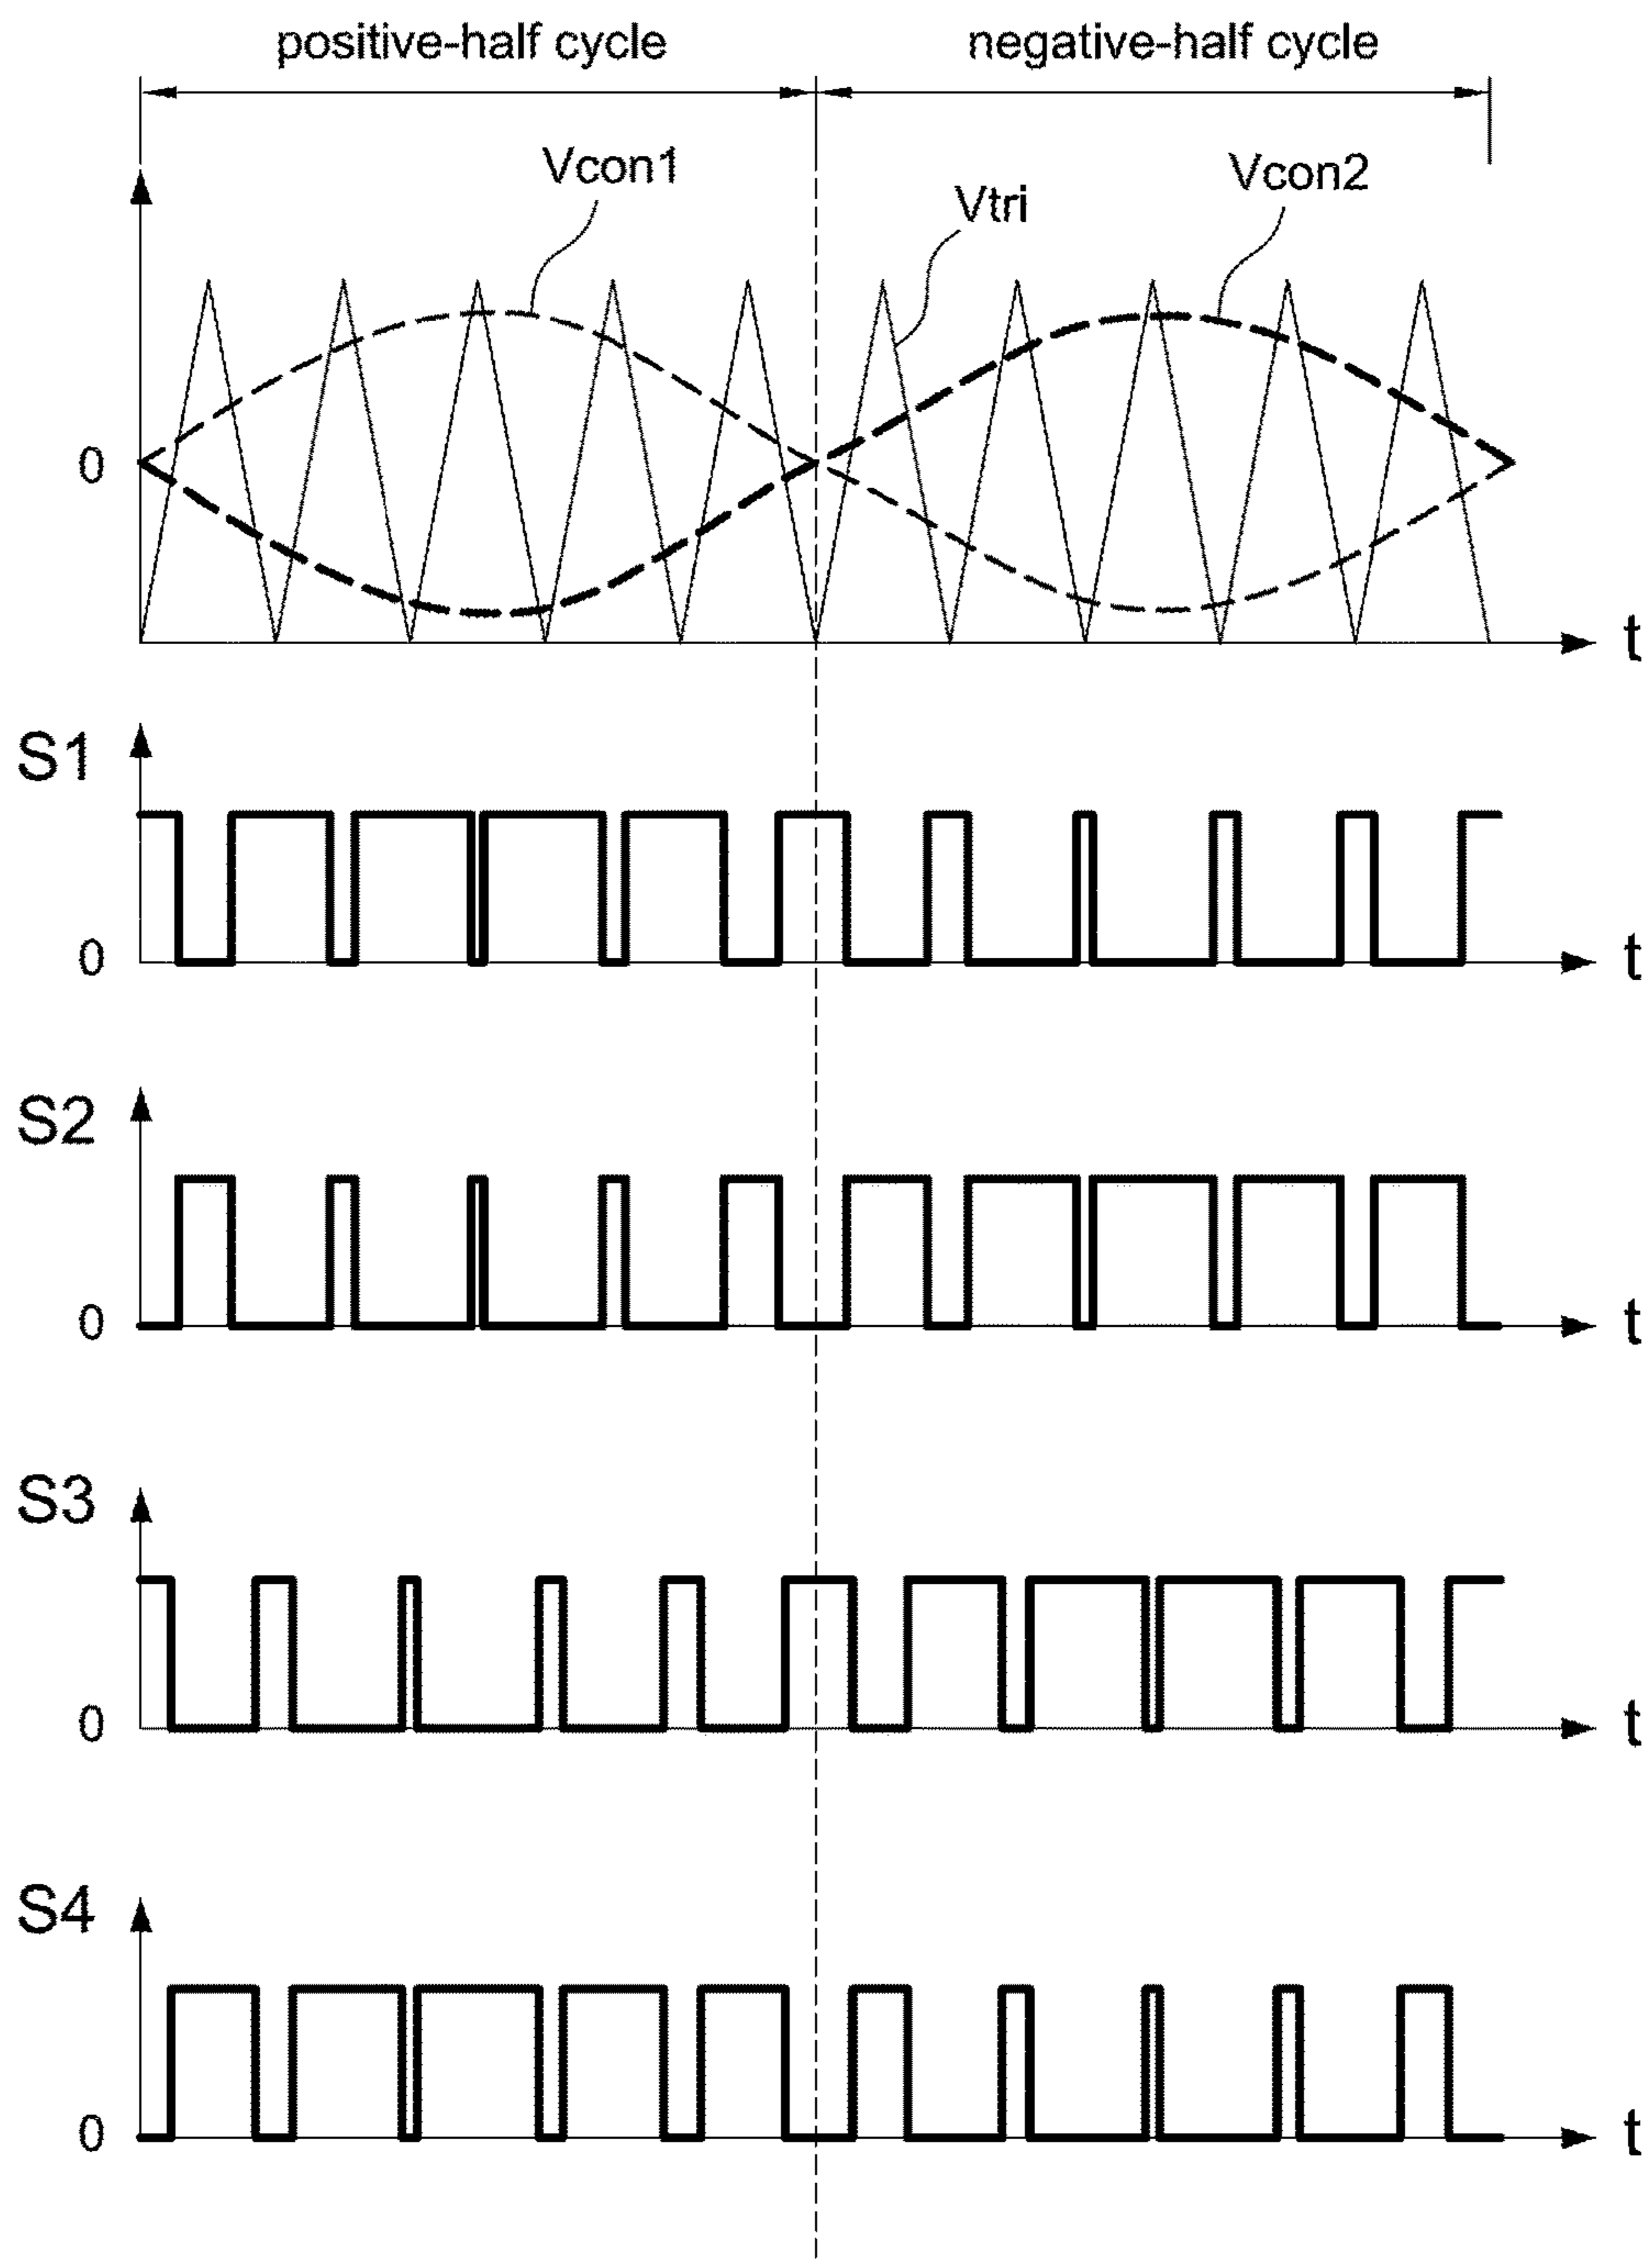 positive-half cycle
negative-half cycle
Vcon1
Vtri
Vcon2
0
t
S1
0
t
S2
0
t
S3
0
t
S4
0
t